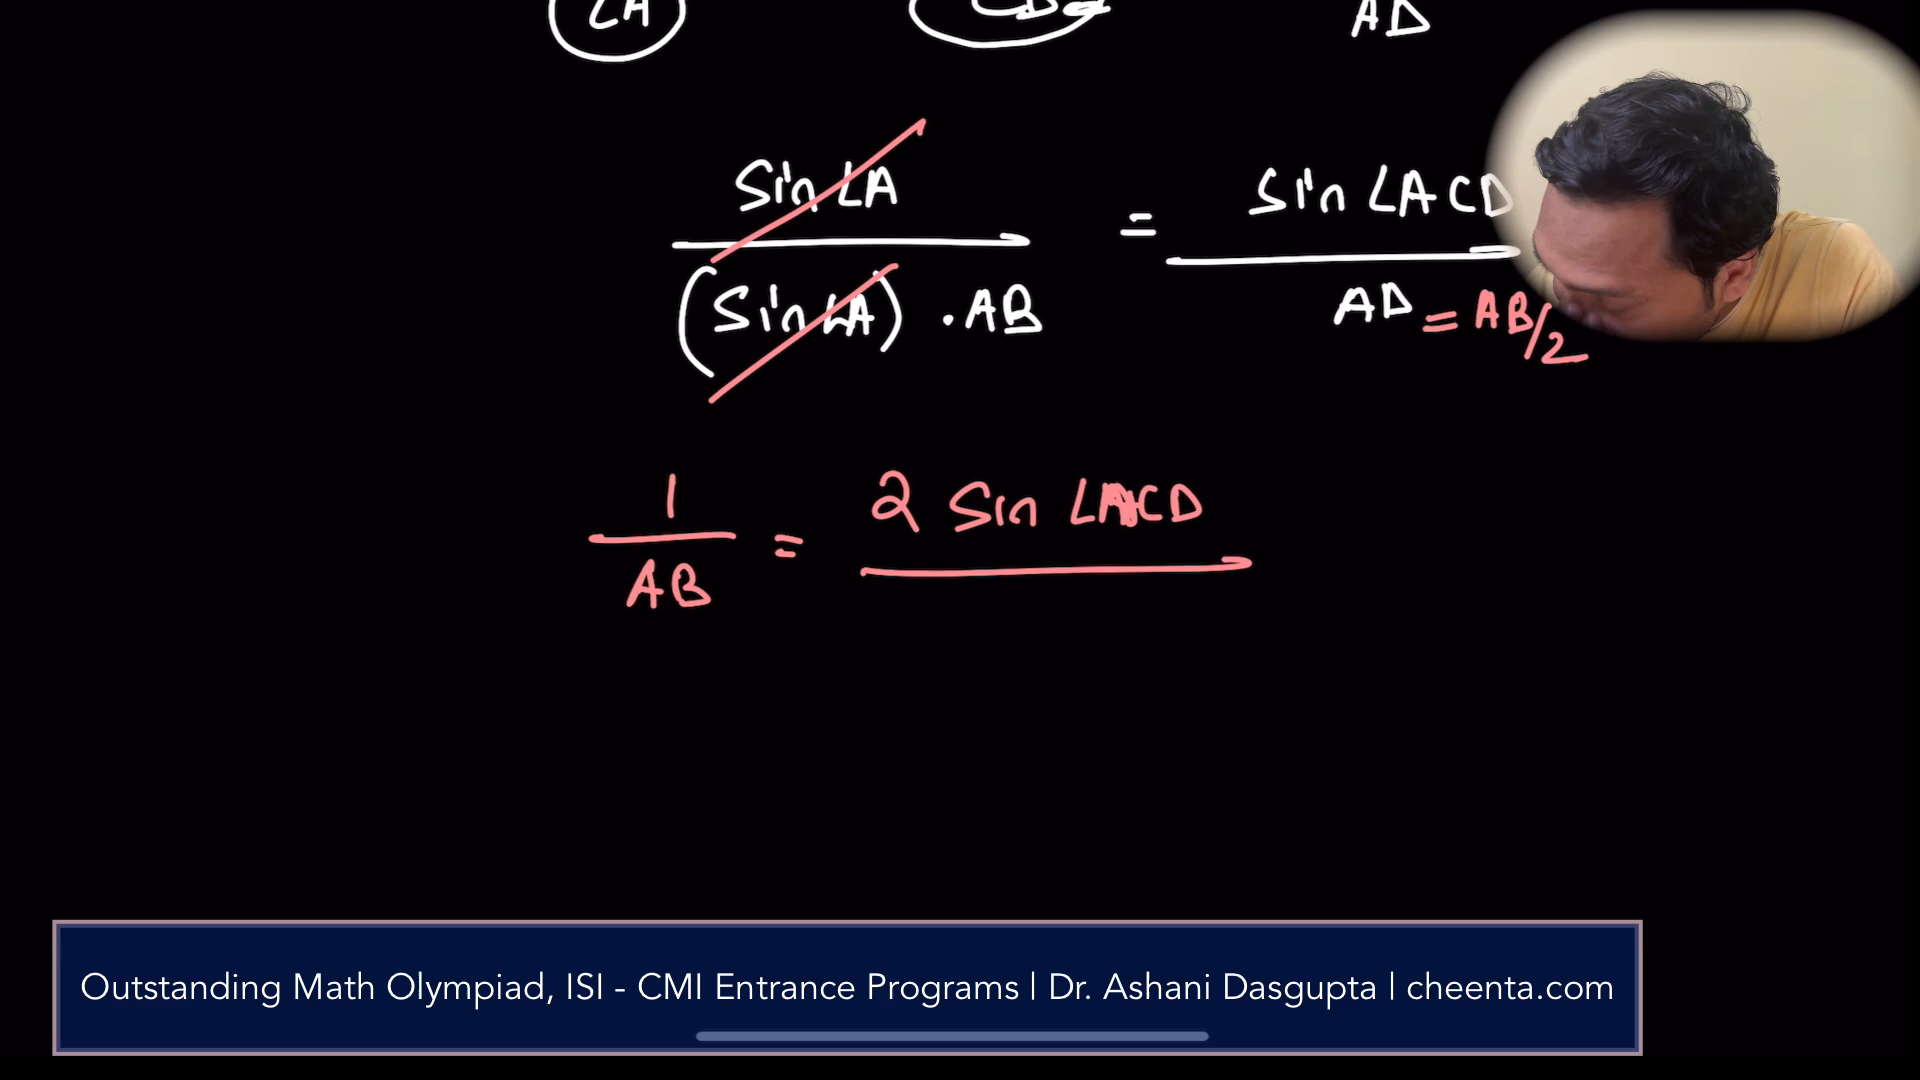 ∠A AD
Sin ∠A / (Sin ∠A) · AB = Sin ∠ACD / AD = AB/2
1 / AB = 2 Sin ∠ACD
Outstanding Math Olympiad, ISI - CMI Entrance Programs | Dr. Ashani Dasgupta | cheenta.com